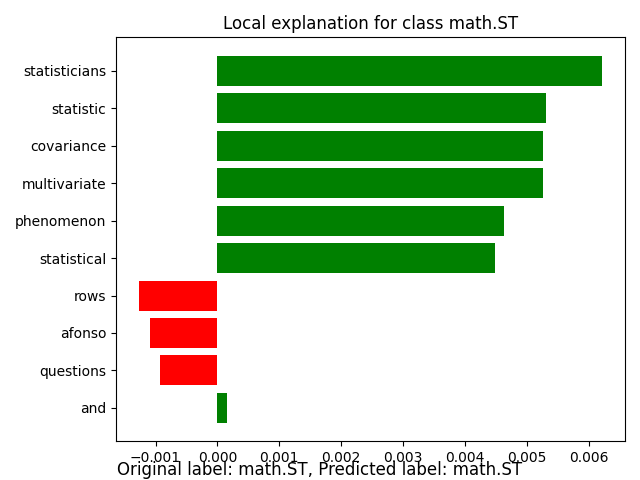 Local explanation for class math.ST
statisticians
statistic
covariance
multivariate
phenomenon
statistical
rows
afonso
questions
and
−0.001 0.000 0.001 0.002 0.003 0.004 0.005 0.006
Original label: math.ST, Predicted label: math.ST